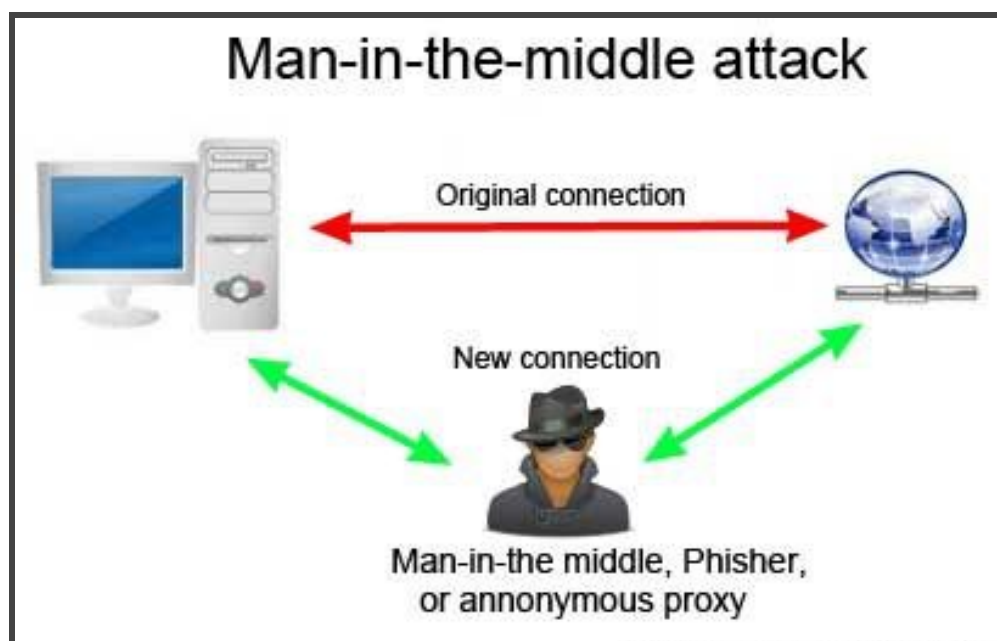 Man-in-the-middle attack
Original connection
New connection
Man-in-the middle, Phisher,
or annonymous proxy